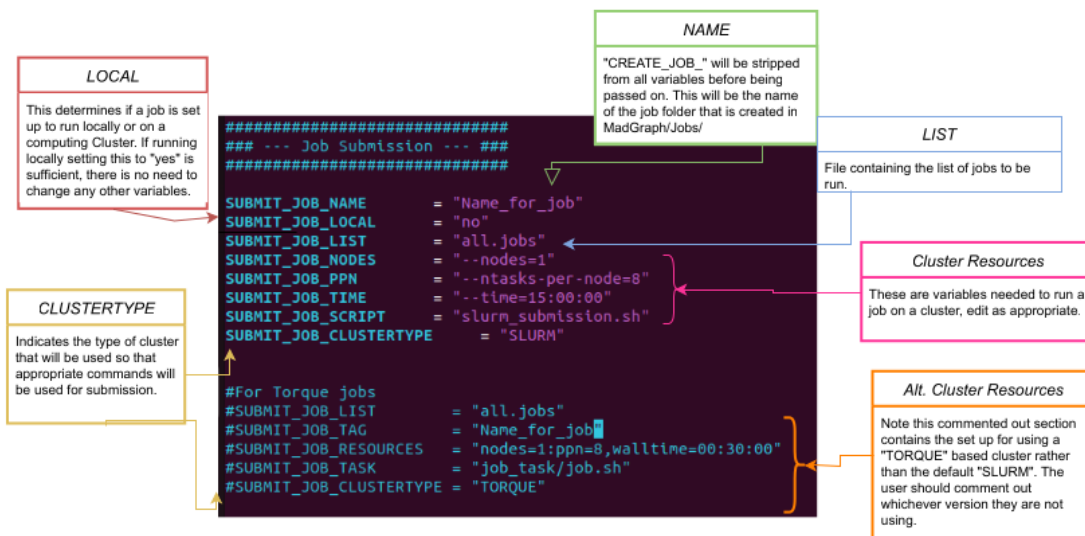 NAME
"CREATE_JOB_" will be stripped
from all variables before being
passed on. This will be the name
of the job folder that is created in
MadGraph/Jobs/
LOCAL
This determines if a job is set
up to run locally or on a
computing Cluster. If running
locally setting this to "yes" is
sufficient, there is no need to
change any other variables.
LIST
File containing the list of jobs to be
run.
##############################
### --- Job Submission --- ###
##############################
SUBMIT_JOB_NAME = "Name_for_job"
SUBMIT_JOB_LOCAL = "no"
SUBMIT_JOB_LIST = "all.jobs"
SUBMIT_JOB_NODES = "--nodes=1"
SUBMIT_JOB_PPN = "--ntasks-per-node=8"
SUBMIT_JOB_TIME = "--time=15:00:00"
SUBMIT_JOB_SCRIPT = "slurm_submission.sh"
SUBMIT_JOB_CLUSTERTYPE = "SLURM"
Cluster Resources
These are variables needed to run a
job on a cluster, edit as appropriate.
CLUSTERTYPE
Indicates the type of cluster
that will be used so that
appropriate commands will
be used for submission.
#For Torque jobs
#SUBMIT_JOB_LIST = "all.jobs"
#SUBMIT_JOB_TAG = "Name_for_job"
#SUBMIT_JOB_RESOURCES = "nodes=1:ppn=8,walltime=00:30:00"
#SUBMIT_JOB_TASK = "job_task/job.sh"
#SUBMIT_JOB_CLUSTERTYPE = "TORQUE"
Alt. Cluster Resources
Note this commented out section
contains the set up for using a
"TORQUE" based cluster rather
than the default "SLURM". The
user should comment out
whichever version they are not
using.